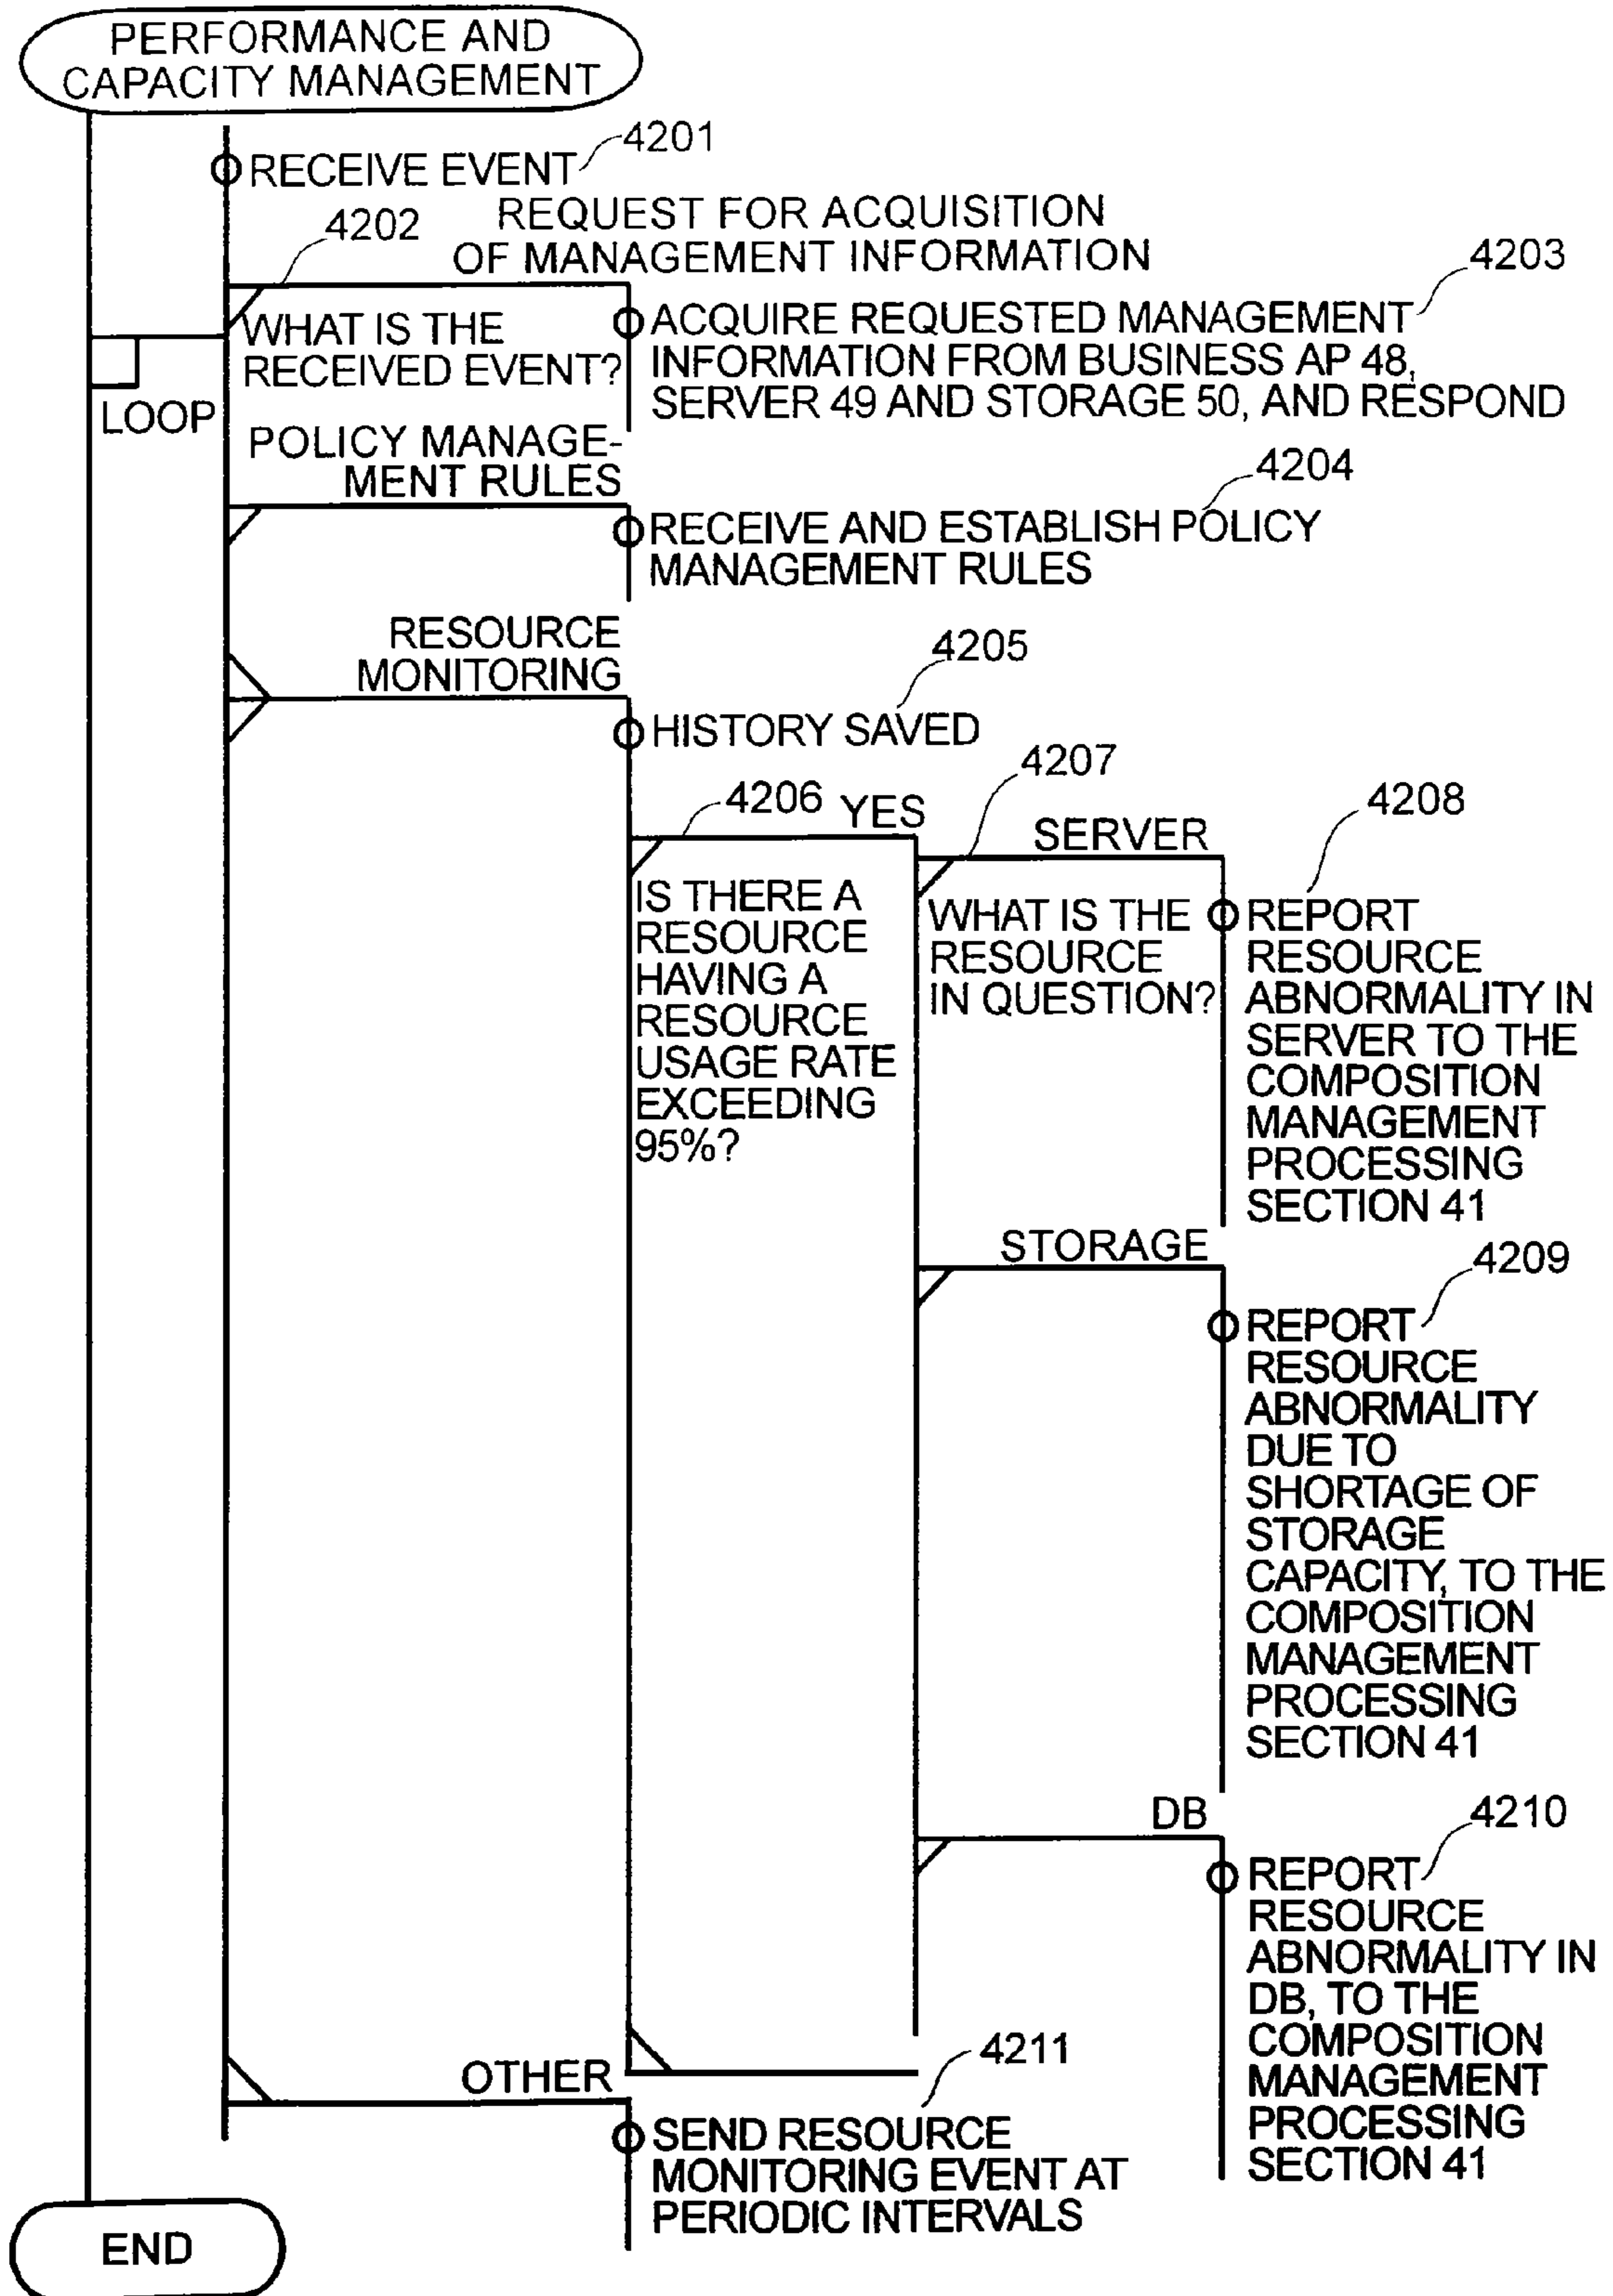 PERFORMANCE AND
CAPACITY MANAGEMENT
4201
RECEIVE EVENT
4202
REQUEST FOR ACQUISITION
OF MANAGEMENT INFORMATION
4203
WHAT IS THE
RECEIVED EVENT?
ACQUIRE REQUESTED MANAGEMENT
INFORMATION FROM BUSINESS AP 48,
SERVER 49 AND STORAGE 50, AND RESPOND
LOOP
POLICY MANAGE-
MENT RULES
4204
RECEIVE AND ESTABLISH POLICY
MANAGEMENT RULES
RESOURCE
MONITORING
4205
HISTORY SAVED
4206
YES
4207
SERVER
4208
IS THERE A
RESOURCE
HAVING A
RESOURCE
USAGE RATE
EXCEEDING
95%?
WHAT IS THE
RESOURCE
IN QUESTION?
REPORT
RESOURCE
ABNORMALITY IN
SERVER TO THE
COMPOSITION
MANAGEMENT
PROCESSING
SECTION 41
STORAGE
4209
REPORT
RESOURCE
ABNORMALITY
DUE TO
SHORTAGE OF
STORAGE
CAPACITY, TO THE
COMPOSITION
MANAGEMENT
PROCESSING
SECTION 41
DB
4210
REPORT
RESOURCE
ABNORMALITY IN
DB, TO THE
COMPOSITION
MANAGEMENT
PROCESSING
SECTION 41
OTHER
4211
SEND RESOURCE
MONITORING EVENT AT
PERIODIC INTERVALS
END